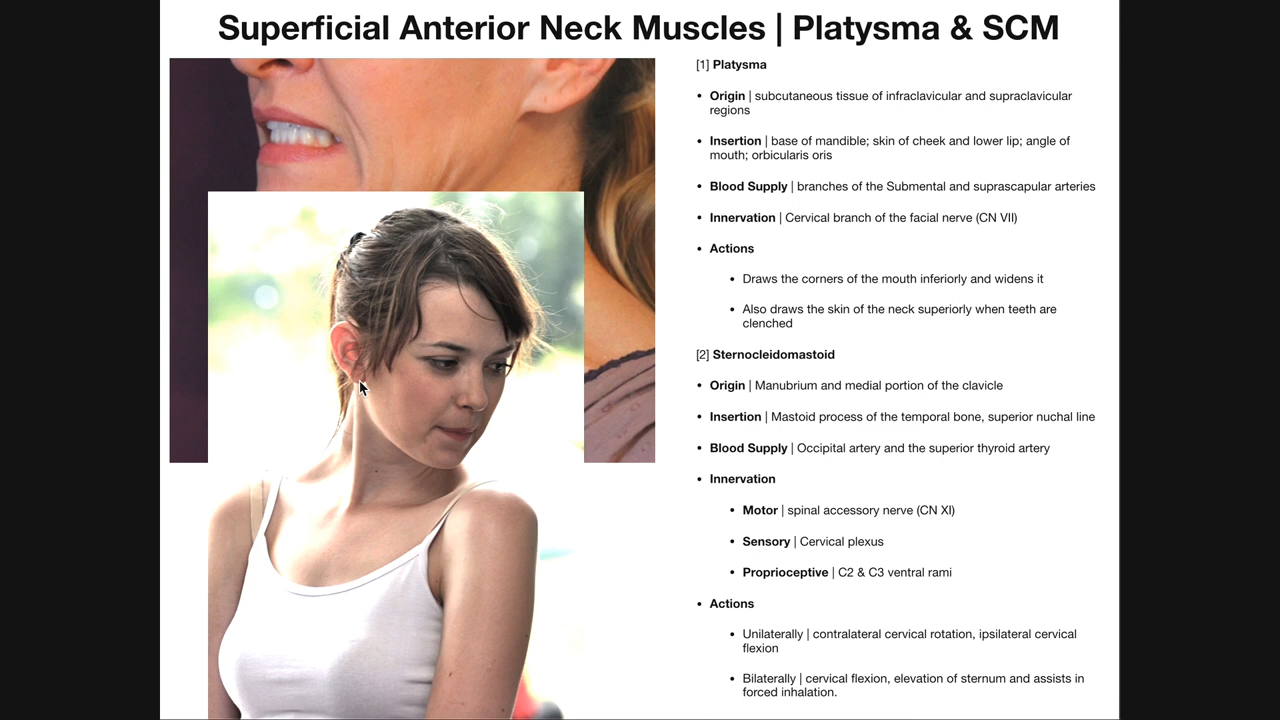 Superficial Anterior Neck Muscles | Platysma & SCM
[1] Platysma
• Origin | subcutaneous tissue of infraclavicular and supraclavicular
regions
• Insertion | base of mandible; skin of cheek and lower lip; angle of
mouth; orbicularis oris
• Blood Supply | branches of the Submental and suprascapular arteries
• Innervation | Cervical branch of the facial nerve (CN VII)
• Actions
• Draws the corners of the mouth inferiorly and widens it
• Also draws the skin of the neck superiorly when teeth are
clenched
[2] Sternocleidomastoid
• Origin | Manubrium and medial portion of the clavicle
• Insertion | Mastoid process of the temporal bone, superior nuchal line
• Blood Supply | Occipital artery and the superior thyroid artery
• Innervation
• Motor | spinal accessory nerve (CN XI)
• Sensory | Cervical plexus
• Proprioceptive | C2 & C3 ventral rami
• Actions
• Unilaterally | contralateral cervical rotation, ipsilateral cervical
flexion
• Bilaterally | cervical flexion, elevation of sternum and assists in
forced inhalation.